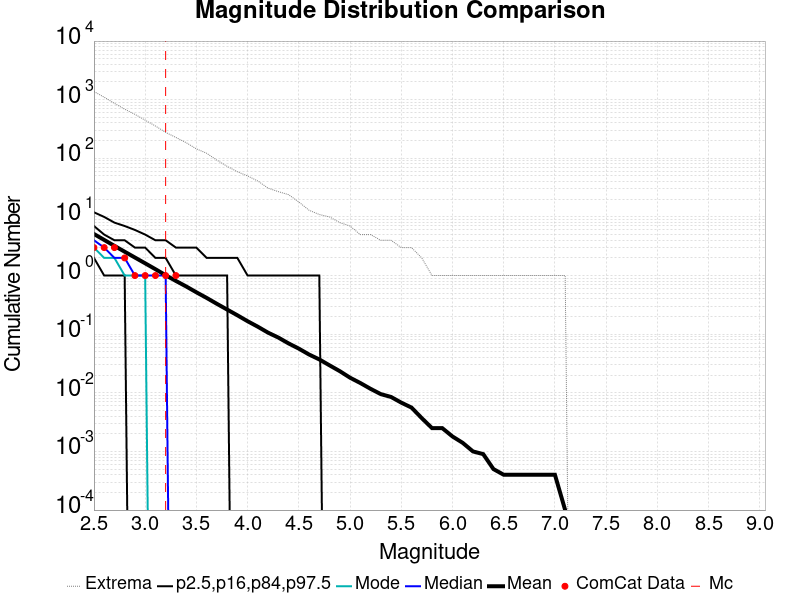 Magnitude Distribution Comparison
Cumulative Number
10^4
10^3
10^2
10^1
10^0
10^-1
10^-2
10^-3
10^-4
2.5 3.0 3.5 4.0 4.5 5.0 5.5 6.0 6.5 7.0 7.5 8.0 8.5 9.0
Magnitude
Extrema p2.5,p16,p84,p97.5 Mode Median Mean ComCat Data Mc